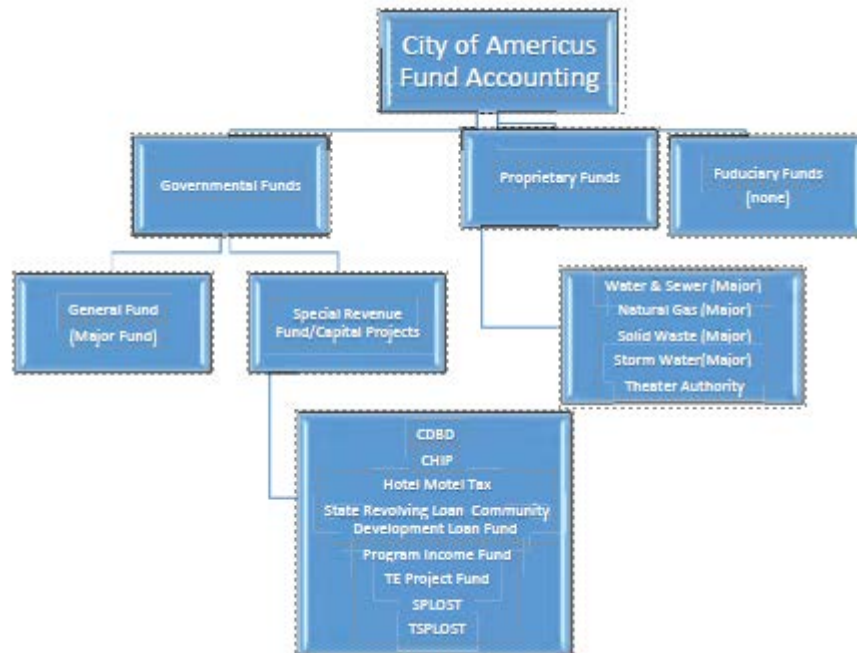 City of Americus
Fund Accounting
Governmental Funds
Proprietary Funds
Fuduciary Funds
(none)
General Fund
(Major Fund)
Special Revenue
Fund/Capital Projects
Water & Sewer (Major)
Natural Gas (Major)
Solid Waste (Major)
Storm Water(Major)
Theater Authority
CDBD
CHIP
Hotel Motel Tax
State Revolving Loan Community
Development Loan Fund
Program Income Fund
TE Project Fund
SPLOST
TSPLOST